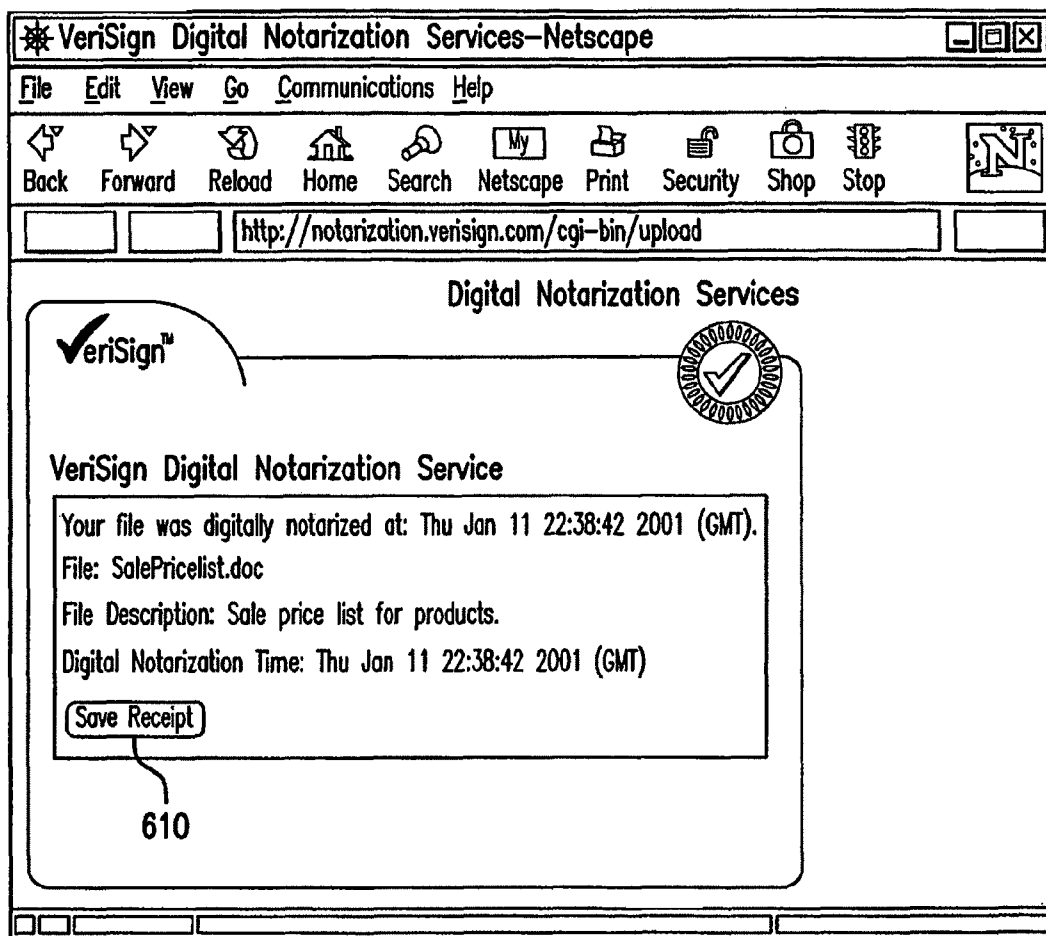 VeriSign Digital Notarization Services-Netscape
File Edit View Go Communications Help
My
N
Back Forward Reload Home Search Netscape Print Security Shop Stop
http://notarization.verisign.com/cgi-bin/upload
Digital Notarization Services
VeriSign™
VeriSign Digital Notarization Service
Your file was digitally notarized at: Thu Jan 11 22:38:42 2001 (GMT).
File: SalePricelist.doc
File Description: Sale price list for products.
Digital Notarization Time: Thu Jan 11 22:38:42 2001 (GMT)
Save Receipt
610